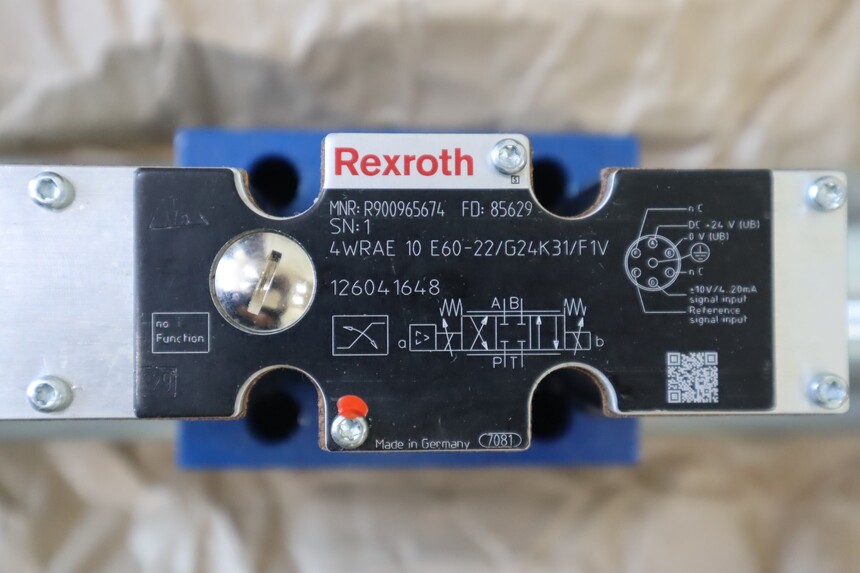 Rexroth
MNR: R900965674 FD: 85629
SN: 1
4WRAE 10 E60-22/G24K31/F1V
126041648
no
Function
a
A B
P T
b
n.C
DC +24 V (UB)
0 V (UB)
n.C
±10V/4..20mA
signal input
Reference
signal input
Made in Germany 7081